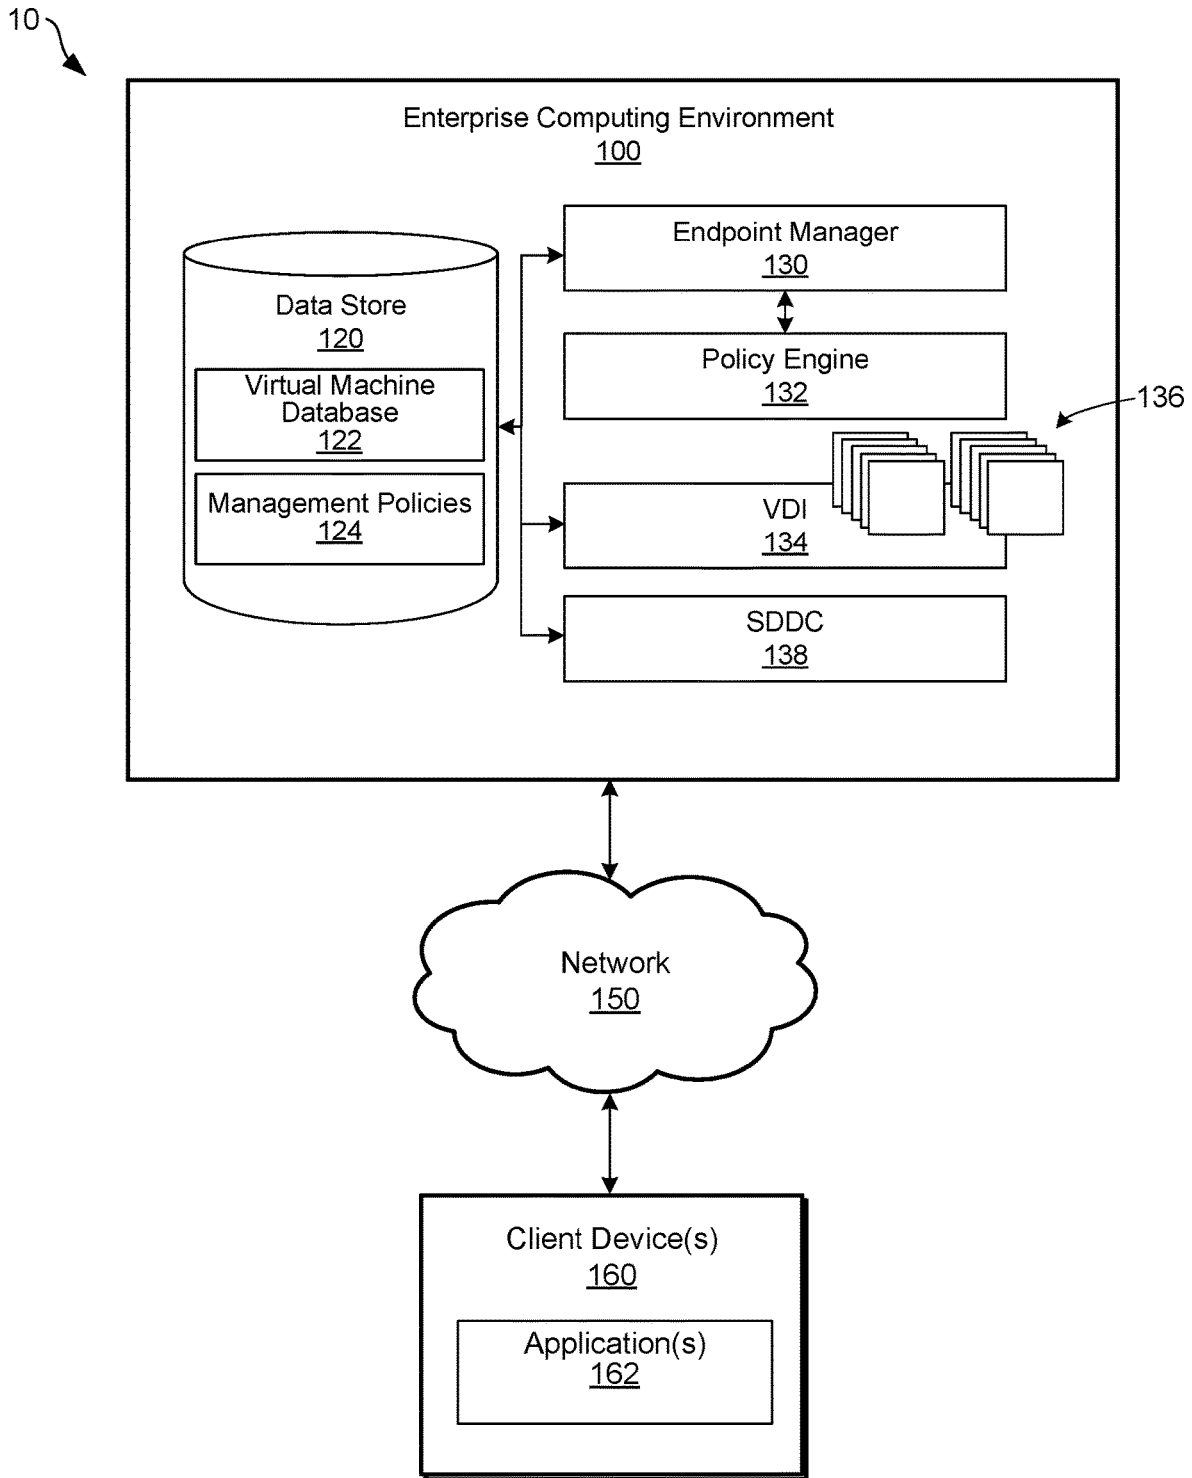 10
Enterprise Computing Environment
100
Data Store
120
Virtual Machine
Database
122
Management Policies
124
Endpoint Manager
130
Policy Engine
132
136
VDI
134
SDDC
138
Network
150
Client Device(s)
160
Application(s)
162